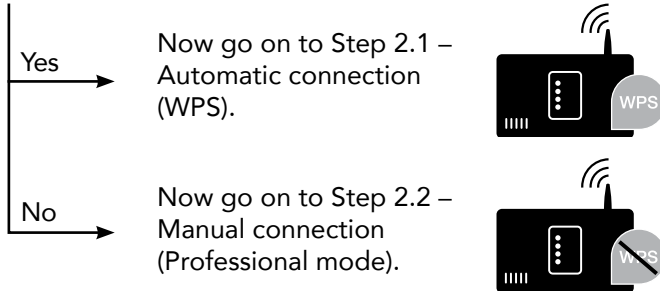 Yes
Now go on to Step 2.1 –
Automatic connection
(WPS).
WPS
No
Now go on to Step 2.2 –
Manual connection
(Professional mode).
WPS